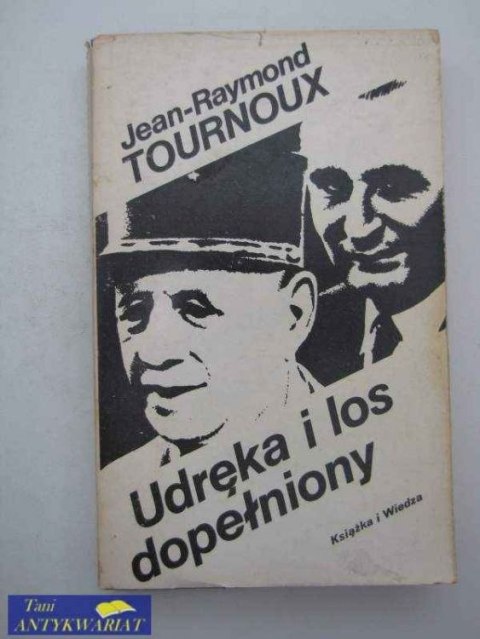 Jean-Raymond
TOURNOUX
Udręka i los
dopełniony
Książka i Wiedza
Tani
ANTYKWARIAT